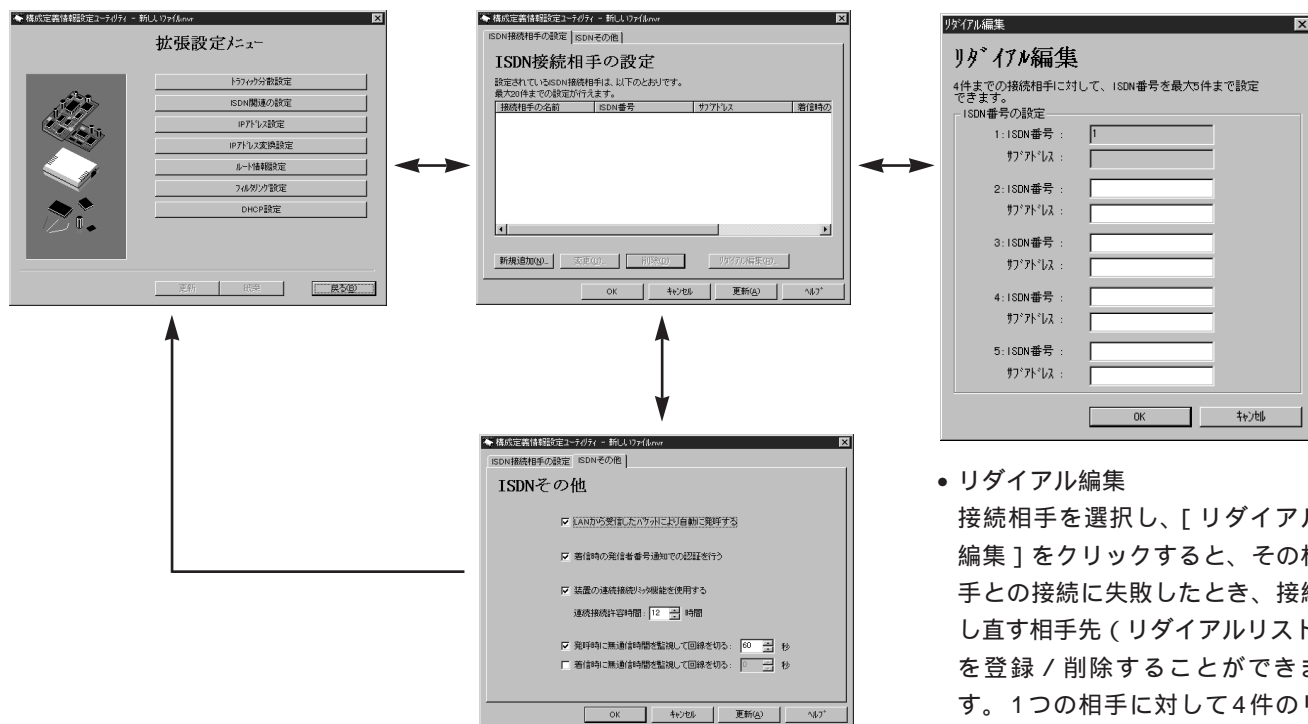 構成定義情報設定ユーティリティ - 新しいファイル.nvr
拡張設定ﾒﾆｭｰ
ﾄﾗﾌｨｯｸ分散設定
ISDN関連の設定
IPｱﾄﾞﾚｽ設定
IPｱﾄﾞﾚｽ変換設定
ﾙｰﾄ情報設定
ﾌｨﾙﾀﾘﾝｸﾞ設定
DHCP設定
更新
戻る(B)
構成定義情報設定ユーティリティ - 新しいファイル.nvr
ISDN接続相手の設定 ISDNその他
ISDN接続相手の設定
設定されているISDN接続相手は、以下のとおりです。
最大20件までの設定が行えます。
接続相手の名前 ISDN番号 ｻﾌﾞｱﾄﾞﾚｽ 着信時の
新規追加(N)... 変更(U)... 削除(D) ﾘﾀﾞｲｱﾙ編集(R)...
OK ｷｬﾝｾﾙ 更新(A) ﾍﾙﾌﾟ
ﾘﾀﾞｲｱﾙ編集
ﾘﾀﾞｲｱﾙ編集
4件までの接続相手に対して、ISDN番号を最大5件まで設定
できます。
ISDN番号の設定
1:ISDN番号 : 1
ｻﾌﾞｱﾄﾞﾚｽ :
2:ISDN番号 :
ｻﾌﾞｱﾄﾞﾚｽ :
3:ISDN番号 :
ｻﾌﾞｱﾄﾞﾚｽ :
4:ISDN番号 :
ｻﾌﾞｱﾄﾞﾚｽ :
5:ISDN番号 :
ｻﾌﾞｱﾄﾞﾚｽ :
OK ｷｬﾝｾﾙ
構成定義情報設定ユーティリティ - 新しいファイル.nvr
ISDN接続相手の設定 ISDNその他
ISDNその他
LANから受信したﾊﾟｹｯﾄにより自動に発呼する
着信時の発信者番号通知での認証を行う
装置の連続接続ﾘﾐｯﾀ機能を使用する
連続接続許容時間: 12 時間
発呼時に無通信時間を監視して回線を切る: 60 秒
着信時に無通信時間を監視して回線を切る: 0 秒
OK ｷｬﾝｾﾙ 更新(A) ﾍﾙﾌﾟ
• リダイアル編集
接続相手を選択し、[ リダイアル
編集 ] をクリックすると、その相
手との接続に失敗したとき、接続
し直す相手先 ( リダイアルリスト
を登録 / 削除することができま
す。1つの相手に対して4件のリ